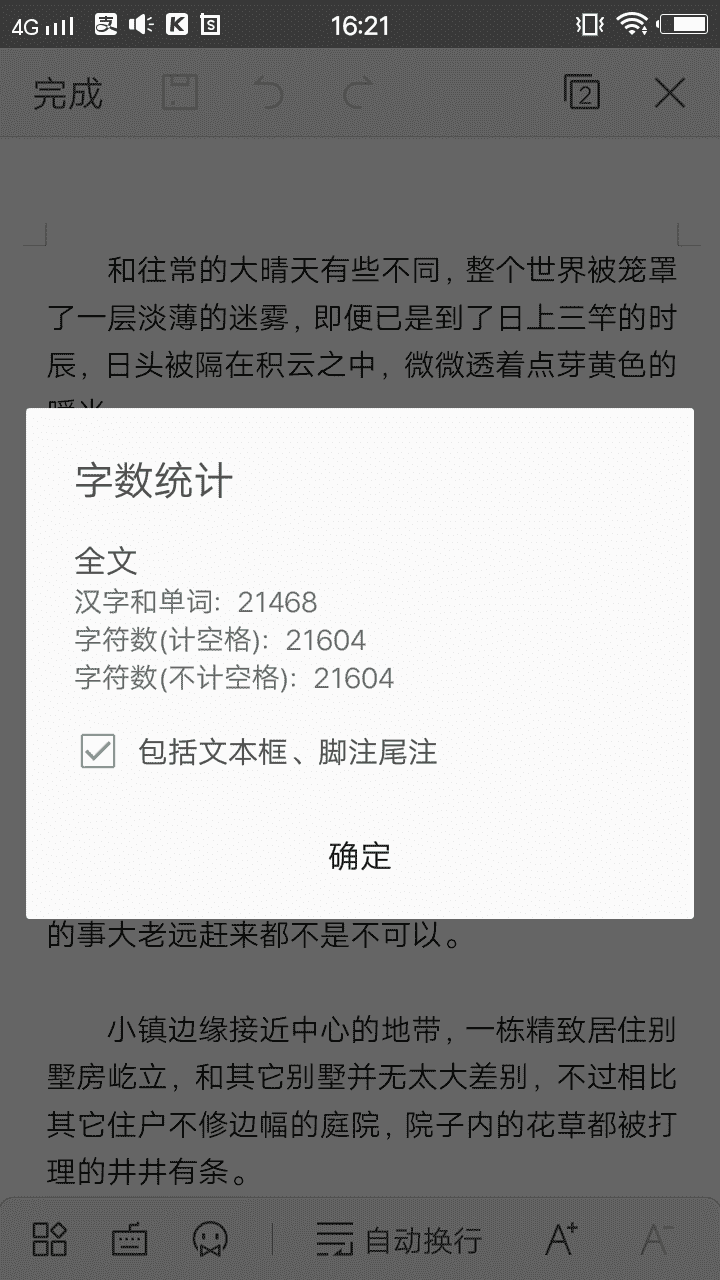 4G 16:21
完成 2
和往常的大晴天有些不同，整个世界被笼罩
了一层淡薄的迷雾，即便已是到了日上三竿的时
辰，日头被隔在积云之中，微微透着点芽黄色的
字数统计
全文
汉字和单词：21468
字符数(计空格)：21604
字符数(不计空格)：21604
包括文本框、脚注尾注
确定
的事大老远赶来都不是不可以。
小镇边缘接近中心的地带，一栋精致居住别
墅房屹立，和其它别墅并无太大差别，不过相比
其它住户不修边幅的庭院，院子内的花草都被打
理的井井有条。
自动换行 A+ A-